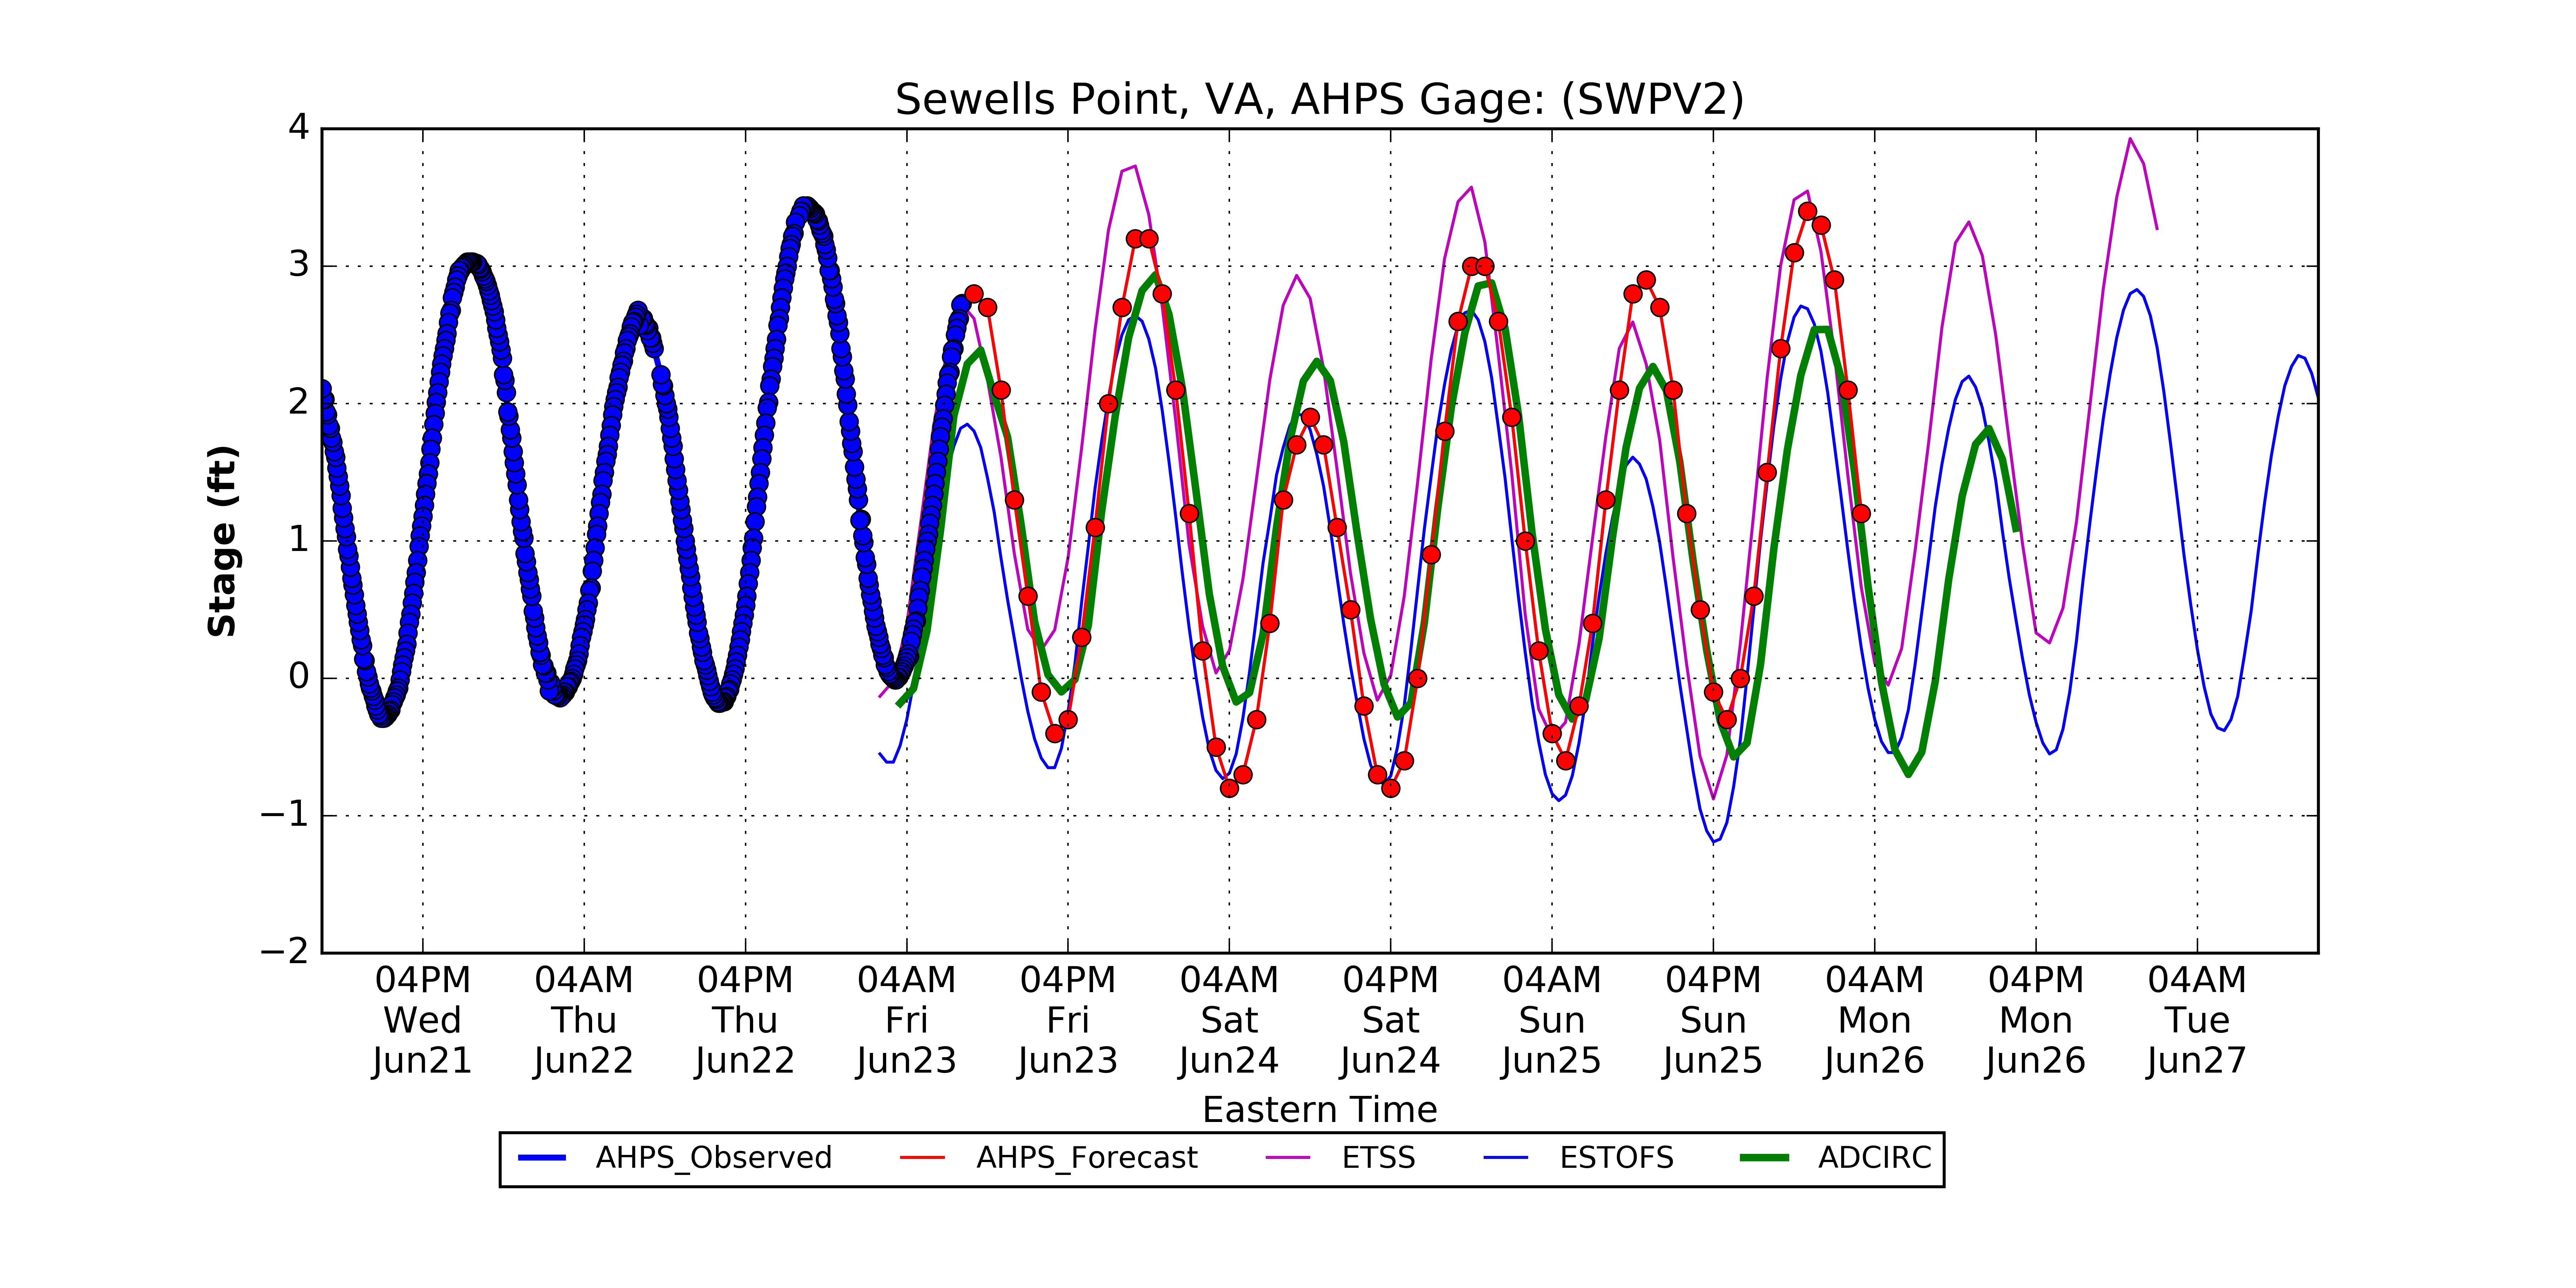 Sewells Point, VA, AHPS Gage: (SWPV2)
4
3
2
1
0
−1
−2
Stage (ft)
04PM 04AM 04PM 04AM 04PM 04AM 04PM 04AM 04PM 04AM 04PM 04AM
Wed Thu Thu Fri Fri Sat Sat Sun Sun Mon Mon Tue
Jun21 Jun22 Jun22 Jun23 Jun23 Jun24 Jun24 Jun25 Jun25 Jun26 Jun26 Jun27
Eastern Time
AHPS_Observed AHPS_Forecast ETSS ESTOFS ADCIRC